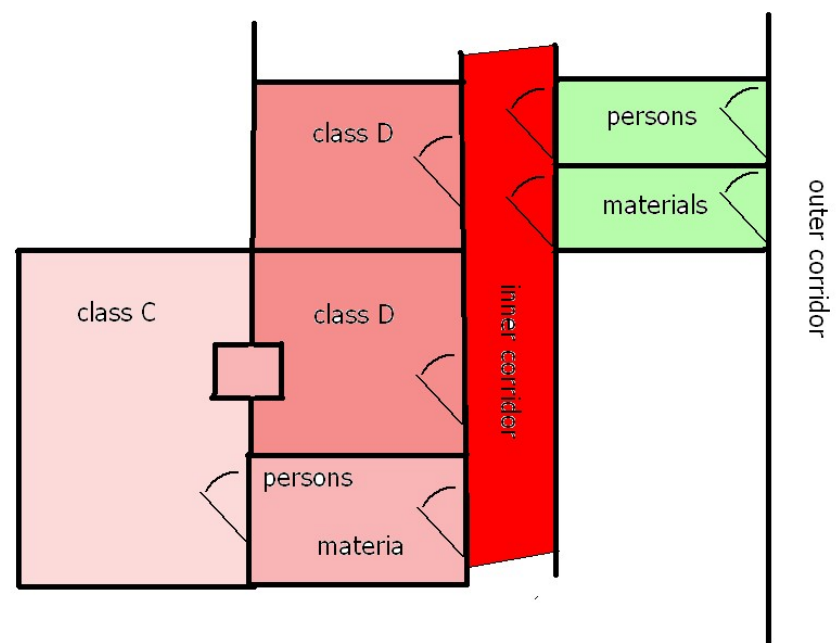 class D
persons
materials
outer corridor
class C
class D
inner corridor
persons
materia